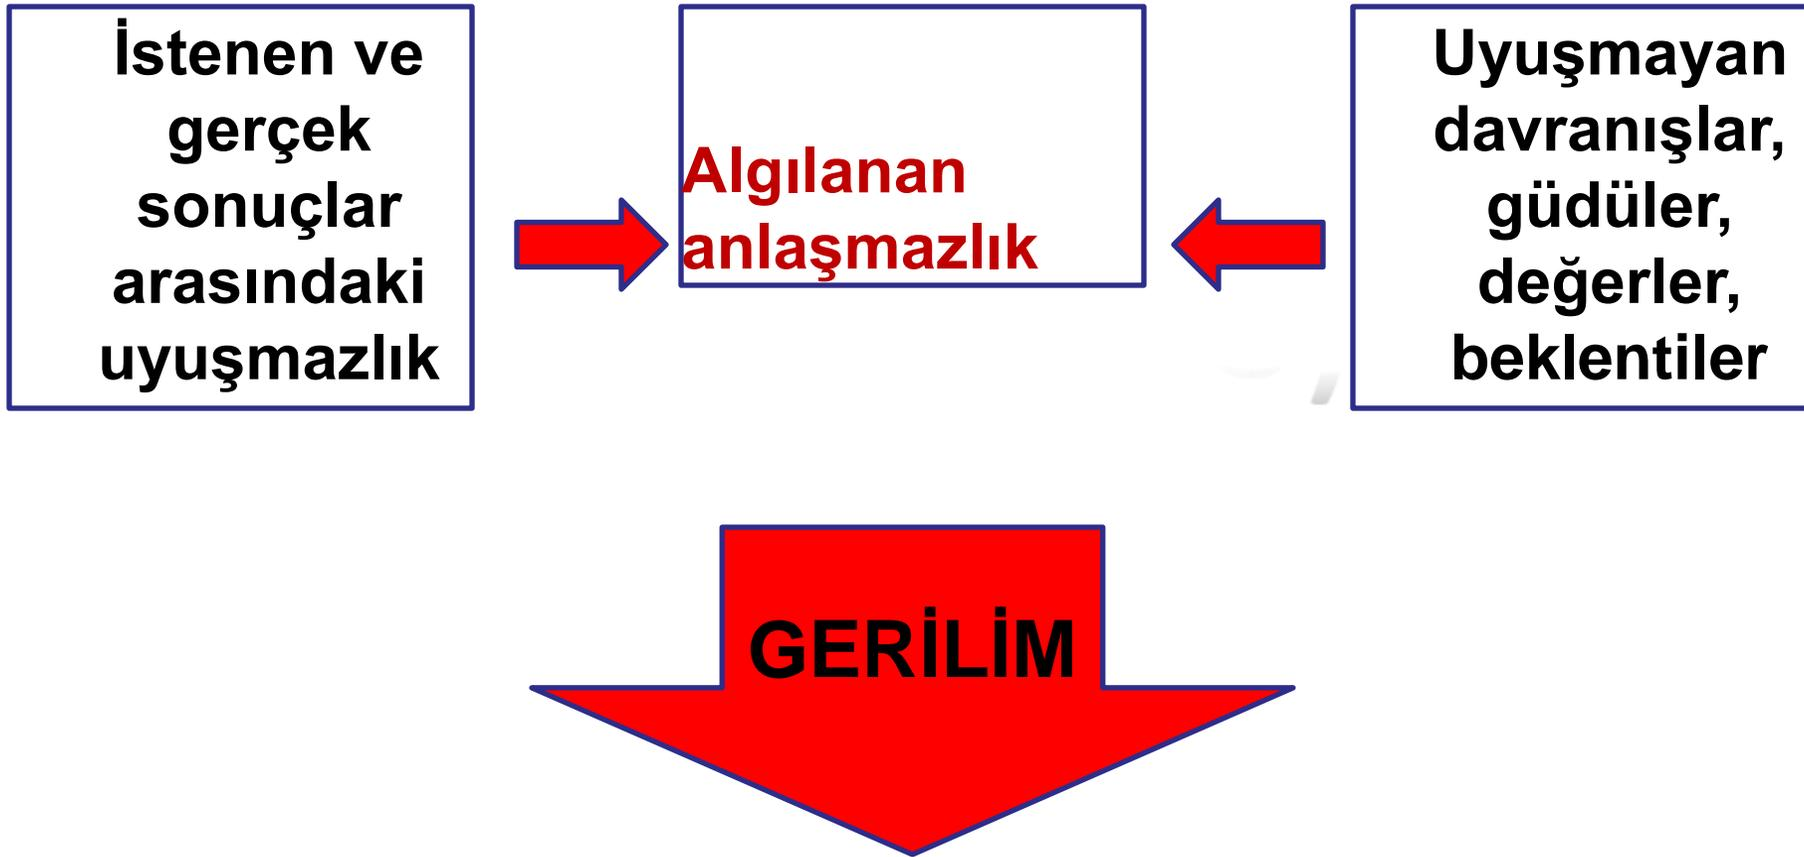 İstenen ve
gerçek
sonuçlar
arasındaki
uyuşmazlık
Algılanan
anlaşmazlık
Uyuşmayan
davranışlar,
güdüler,
değerler,
beklentiler
GERİLİM